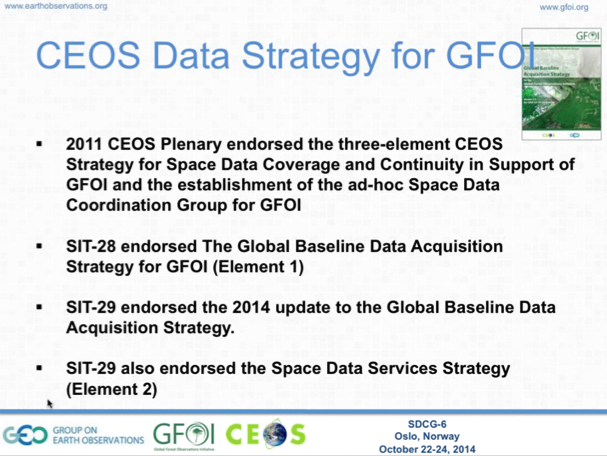 www.earthobservations.org
www.gfoi.org
CEOS Data Strategy for GFOI
GFOI
Global Baseline
Acquisition Strategy
▪ 2011 CEOS Plenary endorsed the three-element CEOS
Strategy for Space Data Coverage and Continuity in Support of
GFOI and the establishment of the ad-hoc Space Data
Coordination Group for GFOI
▪ SIT-28 endorsed The Global Baseline Data Acquisition
Strategy for GFOI (Element 1)
▪ SIT-29 endorsed the 2014 update to the Global Baseline Data
Acquisition Strategy.
▪ SIT-29 also endorsed the Space Data Services Strategy
(Element 2)
GEO GROUP ON
EARTH OBSERVATIONS
GFOI
Global Forest Observations Initiative
CEOS
SDCG-6
Oslo, Norway
October 22-24, 2014